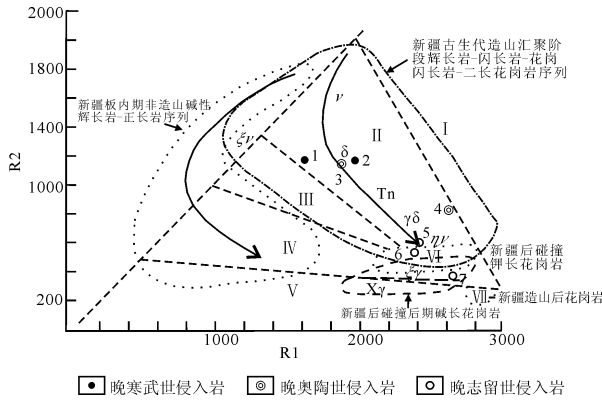 2000
1800
1400
1000
200
R2
新疆古生代造山汇聚阶
段辉长岩-闪长岩-花岗
闪长岩-二长花岗岩序列
新疆板内期非造山碱性
辉长岩-正长岩序列
ν
I
II
ξν
1
δ
2
3
Tn
III
4
γδ
5
ην
6
VI
IV
新疆后碰撞
钾长花岗岩
ξγ
7
V
Xγ
VII
新疆造山后花岗岩
新疆后碰撞后期碱长花岗岩
1000
2000
3000
R1
晚寒武世侵入岩
晚奥陶世侵入岩
晚志留世侵入岩